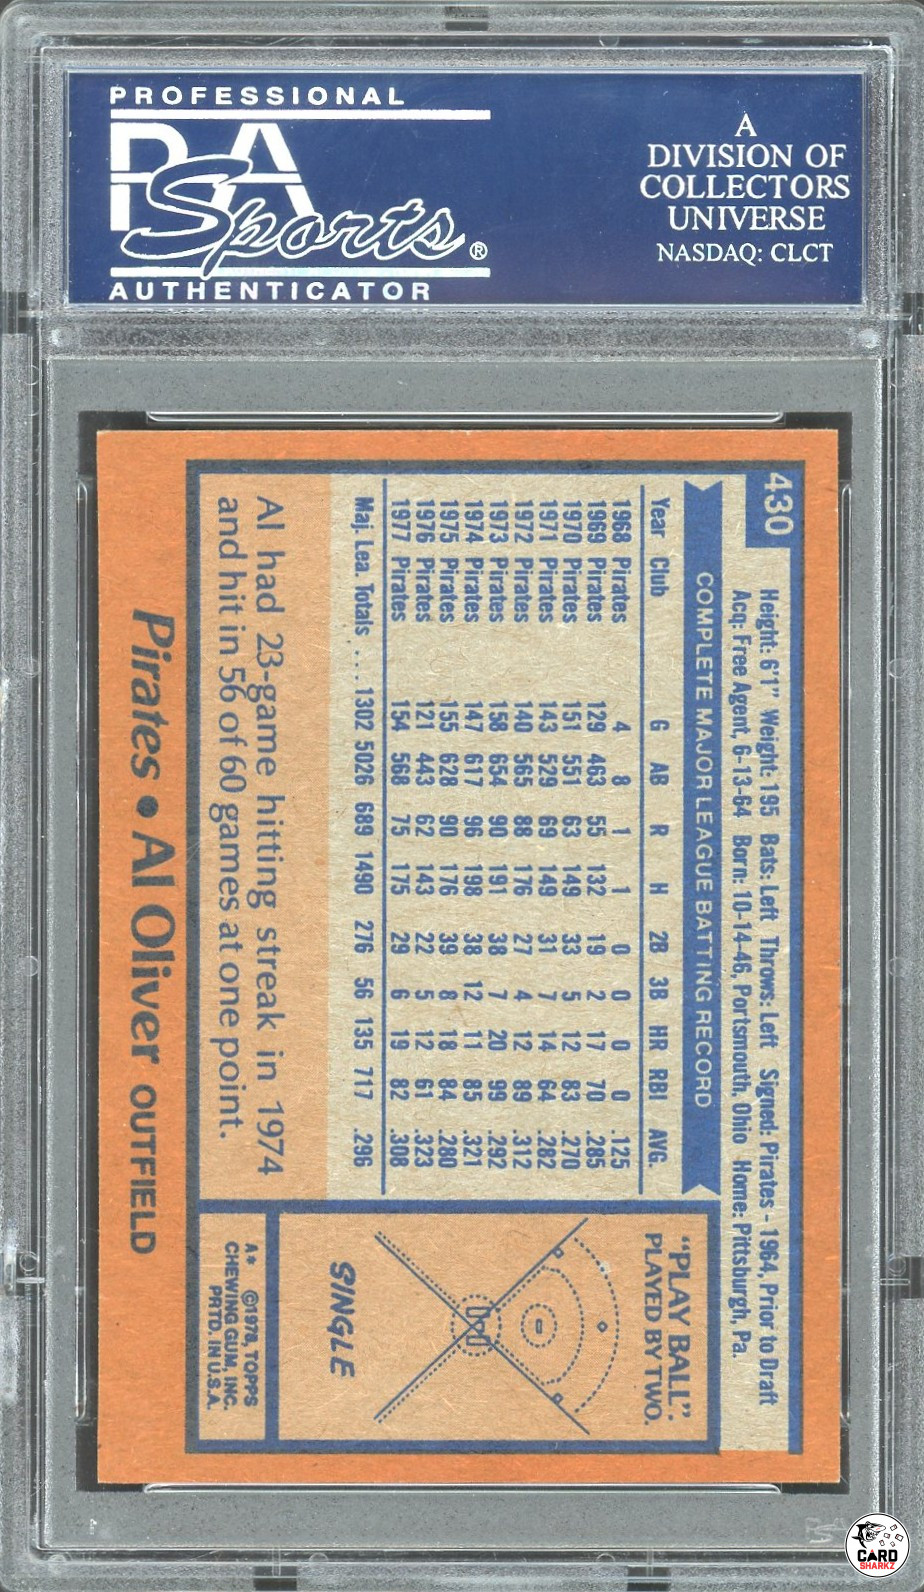 PROFESSIONAL
PSA
Sports®
AUTHENTICATOR
A
DIVISION OF
COLLECTORS
UNIVERSE
NASDAQ: CLCT
430
Height: 6'1" Weight: 195 Bats: Left Throws: Left Signed: Pirates - 1964, Prior to Draft
Acq: Free Agent, 6-13-64 Born: 10-14-46, Portsmouth, Ohio Home: Pittsburgh, Pa.
COMPLETE MAJOR LEAGUE BATTING RECORD
Year Club G AB R H 2B 3B HR RBI AVG.
1968 Pirates 4 8 1 1 0 0 0 0 .125
1969 Pirates 129 463 55 132 19 2 17 70 .285
1970 Pirates 151 551 63 149 33 5 12 83 .270
1971 Pirates 143 529 69 149 31 7 14 64 .282
1972 Pirates 140 565 88 176 27 4 12 89 .312
1973 Pirates 158 654 90 191 38 7 20 99 .292
1974 Pirates 147 617 96 198 38 12 11 85 .321
1975 Pirates 155 628 90 176 39 8 18 84 .280
1976 Pirates 121 443 62 143 22 5 12 61 .323
1977 Pirates 154 568 75 175 29 6 19 82 .308
Maj. Lea. Totals ... 1302 5026 689 1490 276 56 135 717 .296
Al had 23-game hitting streak in 1974
and hit in 56 of 60 games at one point.
"PLAY BALL"
PLAYED BY TWO.
SINGLE
A* ©1978, TOPPS
CHEWING GUM, INC.
PRTD. IN U.S.A.
Pirates • Al Oliver OUTFIELD
CARD
SHARKZ